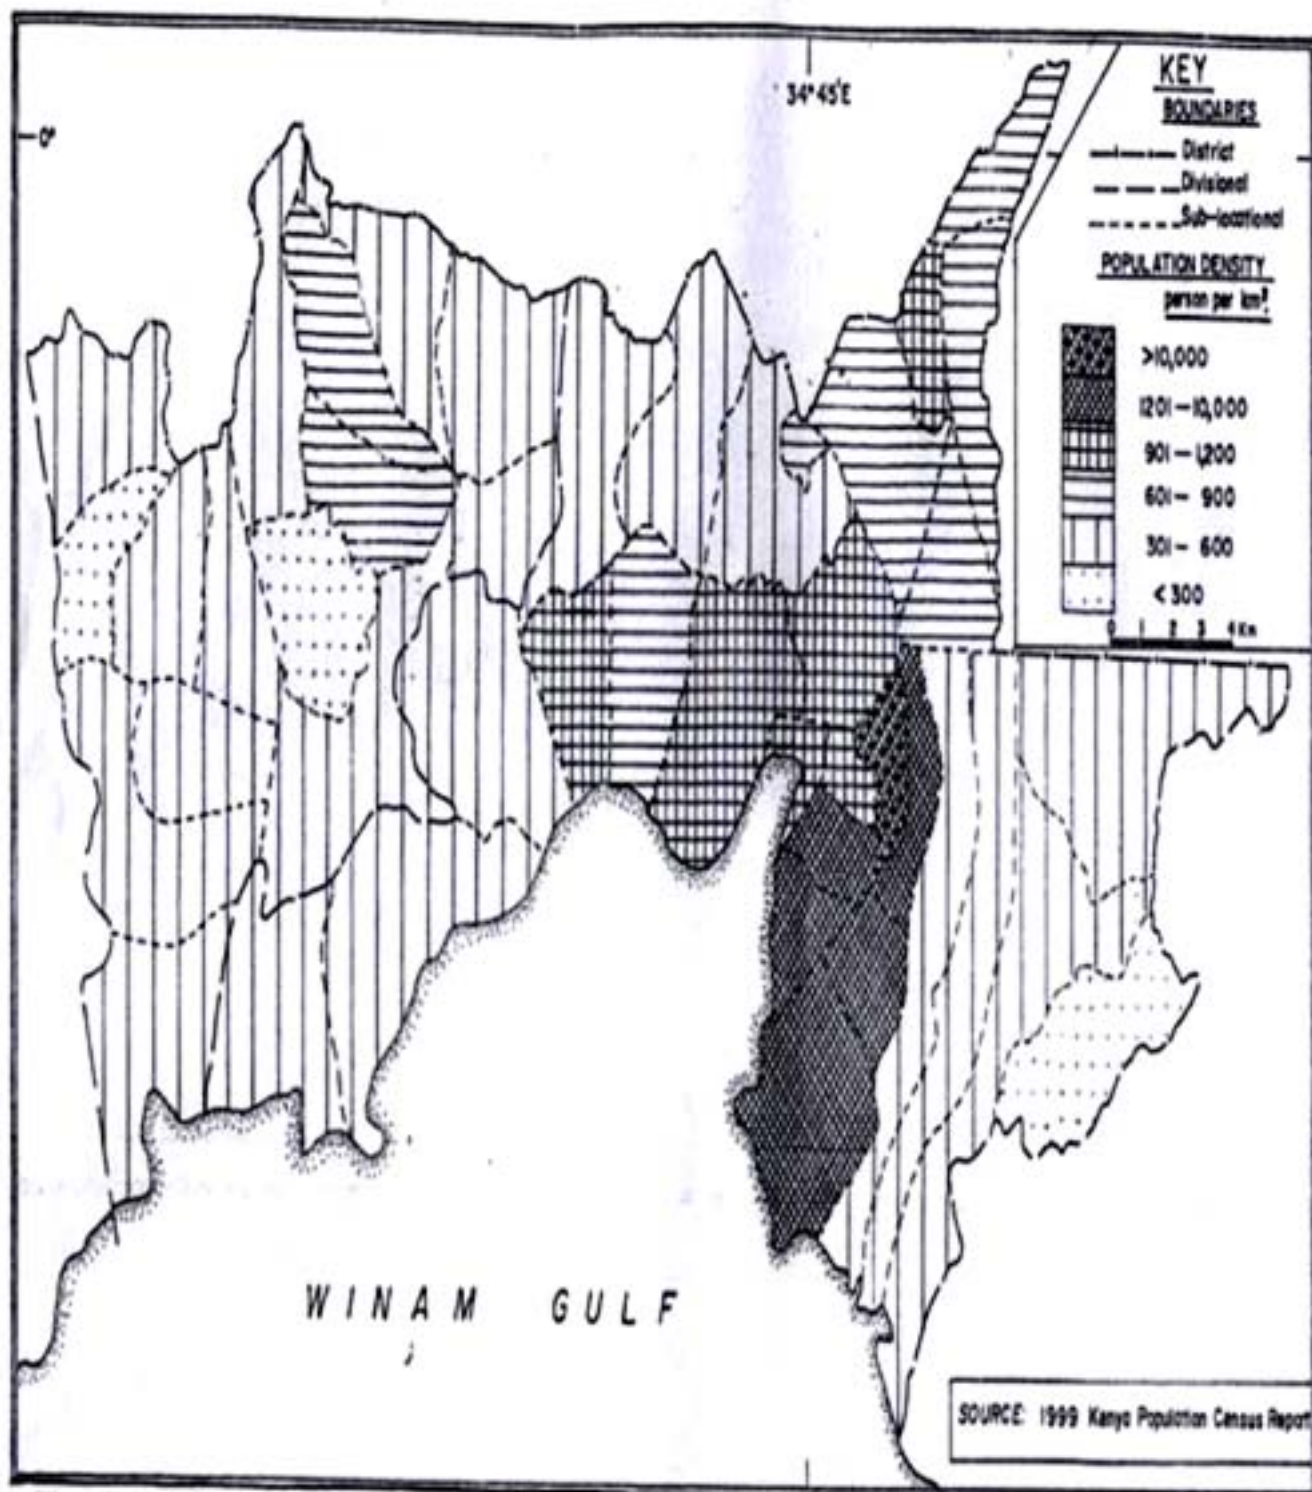 34°45'E
0°
KEY
BOUNDARIES
District
Divisional
Sub-locational
POPULATION DENSITY
person per km².
>10,000
1201-10,000
901-1,200
601-900
301-600
<300
0 1 2 3 4 Km
WINAM GULF
SOURCE: 1999 Kenya Population Census Report